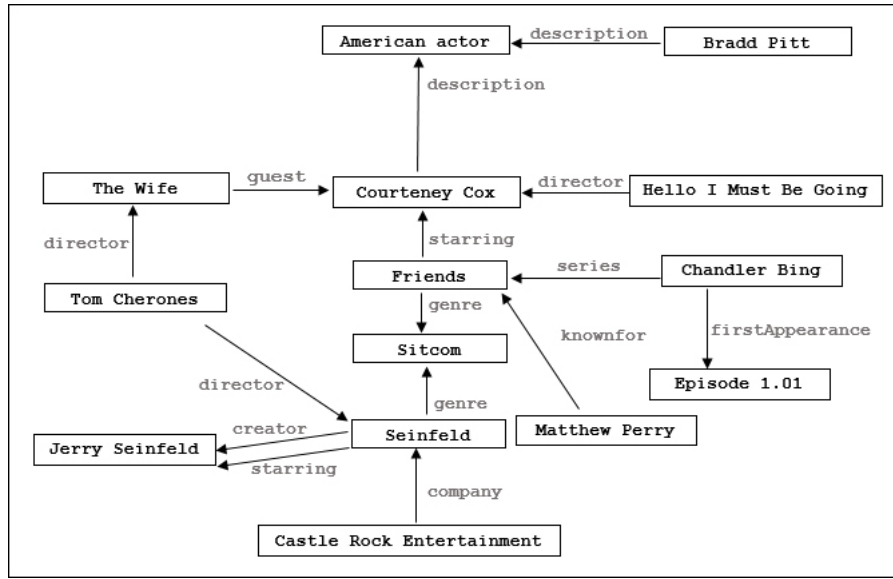 American actor
description
Bradd Pitt
description
The Wife
guest
Courteney Cox
director
Hello I Must Be Going
director
starring
Tom Cherones
Friends
series
Chandler Bing
genre
knownfor
firstAppearance
Sitcom
director
genre
Episode 1.01
creator
Seinfeld
Matthew Perry
Jerry Seinfeld
starring
company
Castle Rock Entertainment